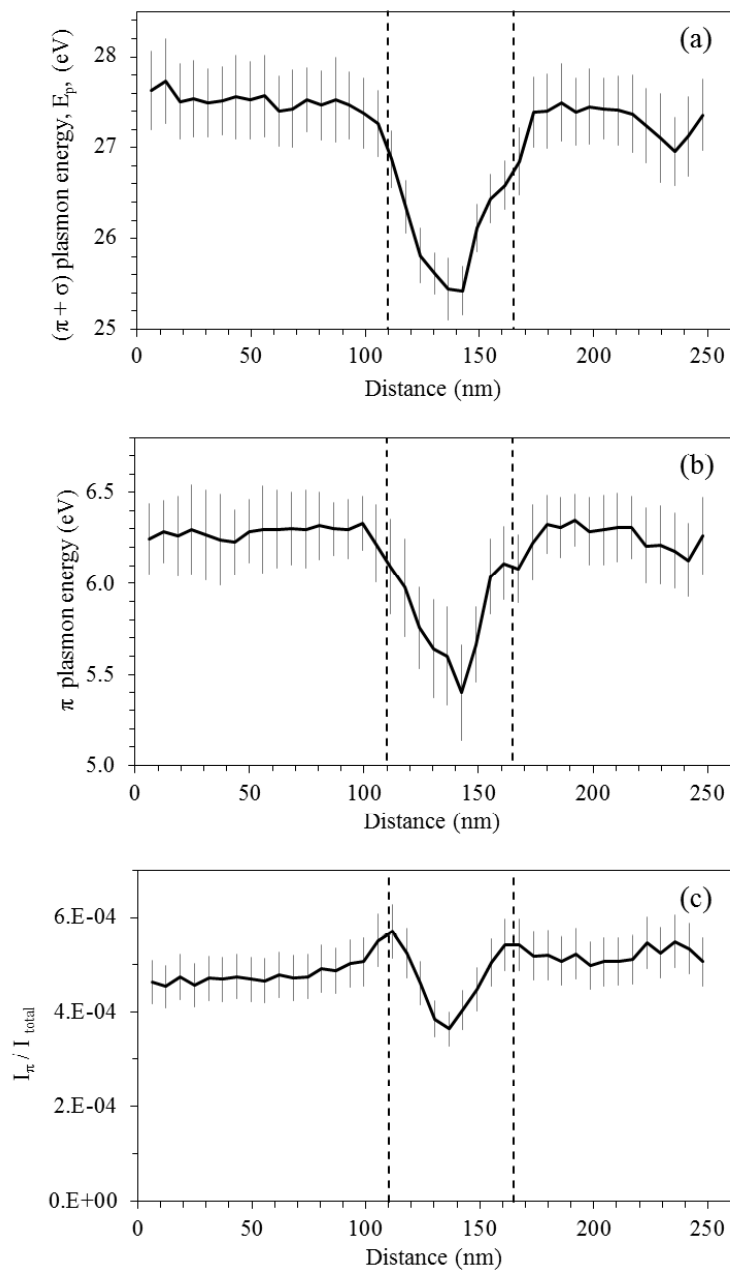 (a)
28
27
26
25
(π + σ) plasmon energy, Eₚ, (eV)
0 50 100 150 200 250
Distance (nm)
(b)
6.5
6.0
5.5
5.0
π plasmon energy (eV)
0 50 100 150 200 250
Distance (nm)
(c)
6.E-04
4.E-04
2.E-04
0.E+00
I_π / I_total
0 50 100 150 200 250
Distance (nm)